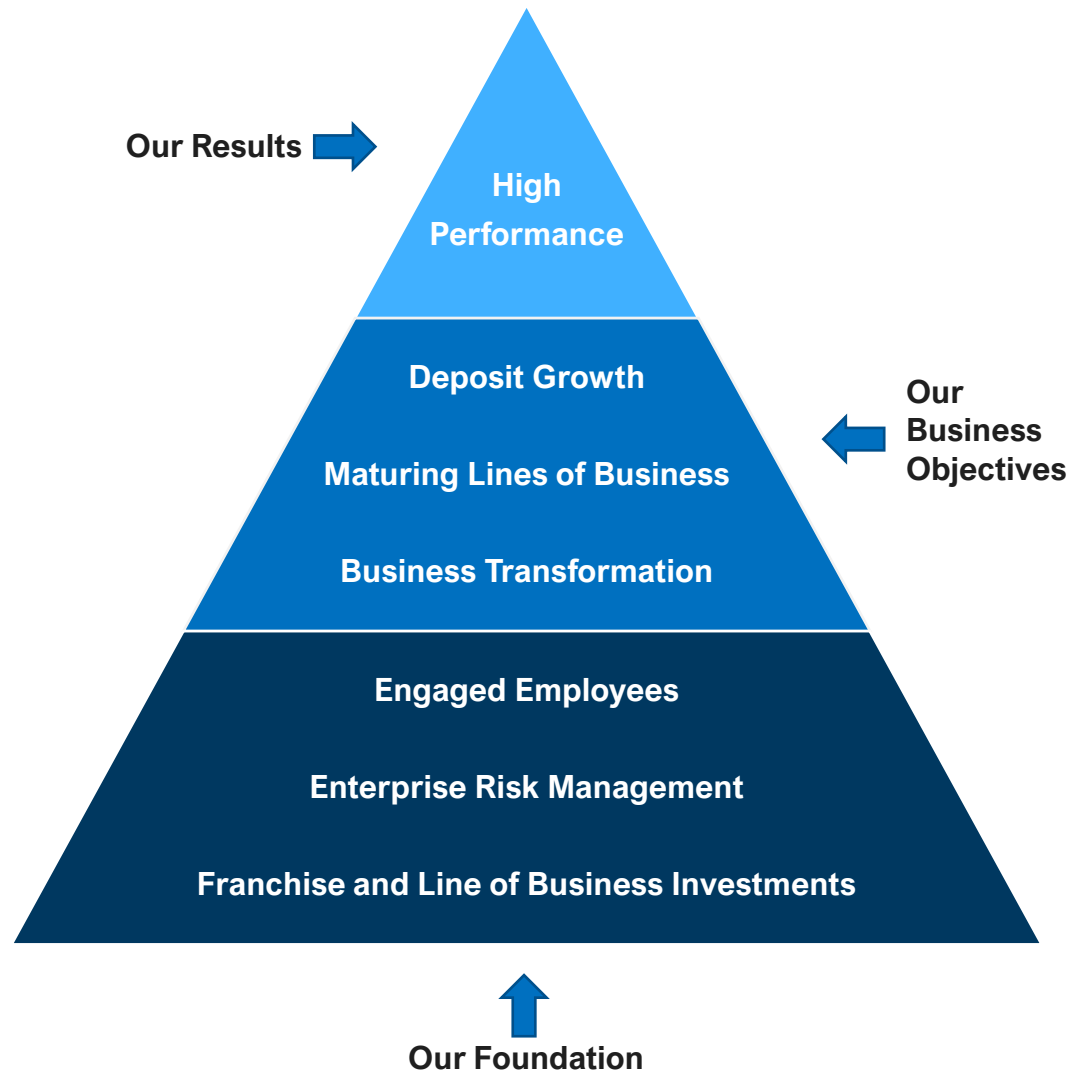 Our Results
High
Performance
Deposit Growth
Our
Business
Objectives
Maturing Lines of Business
Business Transformation
Engaged Employees
Enterprise Risk Management
Franchise and Line of Business Investments
Our Foundation